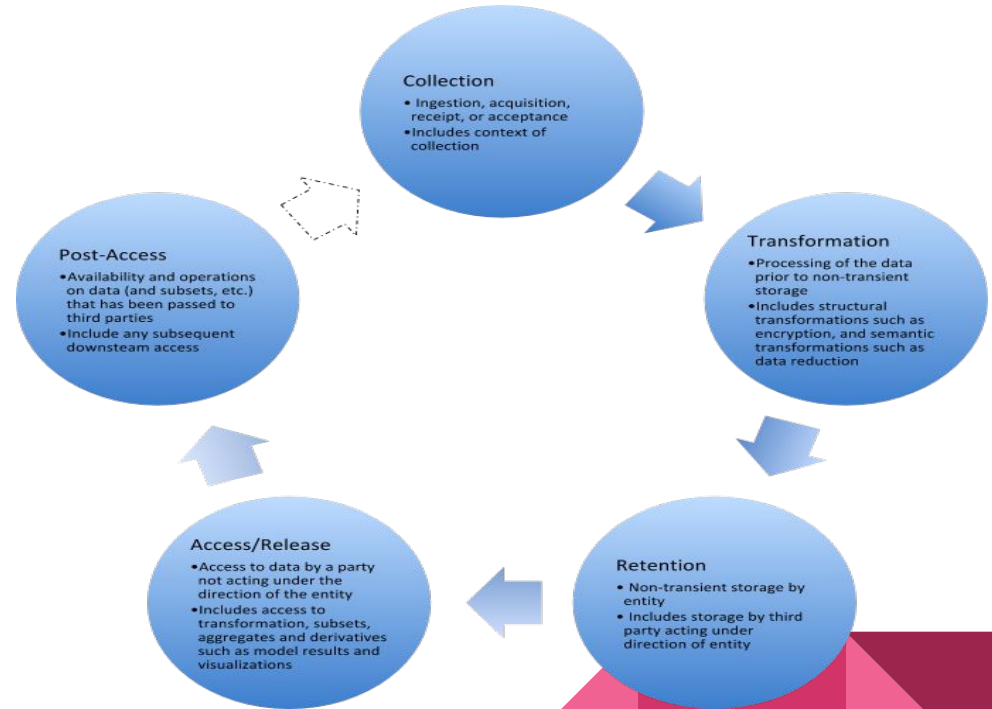 Collection
• Ingestion, acquisition,
receipt, or acceptance
•Includes context of
collection
Transformation
•Processing of the data
prior to non-transient
storage
•Includes structural
transformations such as
encryption, and semantic
transformations such as
data reduction
Retention
• Non-transient storage by
entity
• Includes storage by third
party acting under
direction of entity
Access/Release
•Access to data by a party
not acting under the
direction of the entity
•Includes access to
transformation, subsets,
aggregates and derivatives
such as model results and
visualizations
Post-Access
•Availability and operations
on data (and subsets, etc.)
that has been passed to
third parties
•Include any subsequent
downsteam access